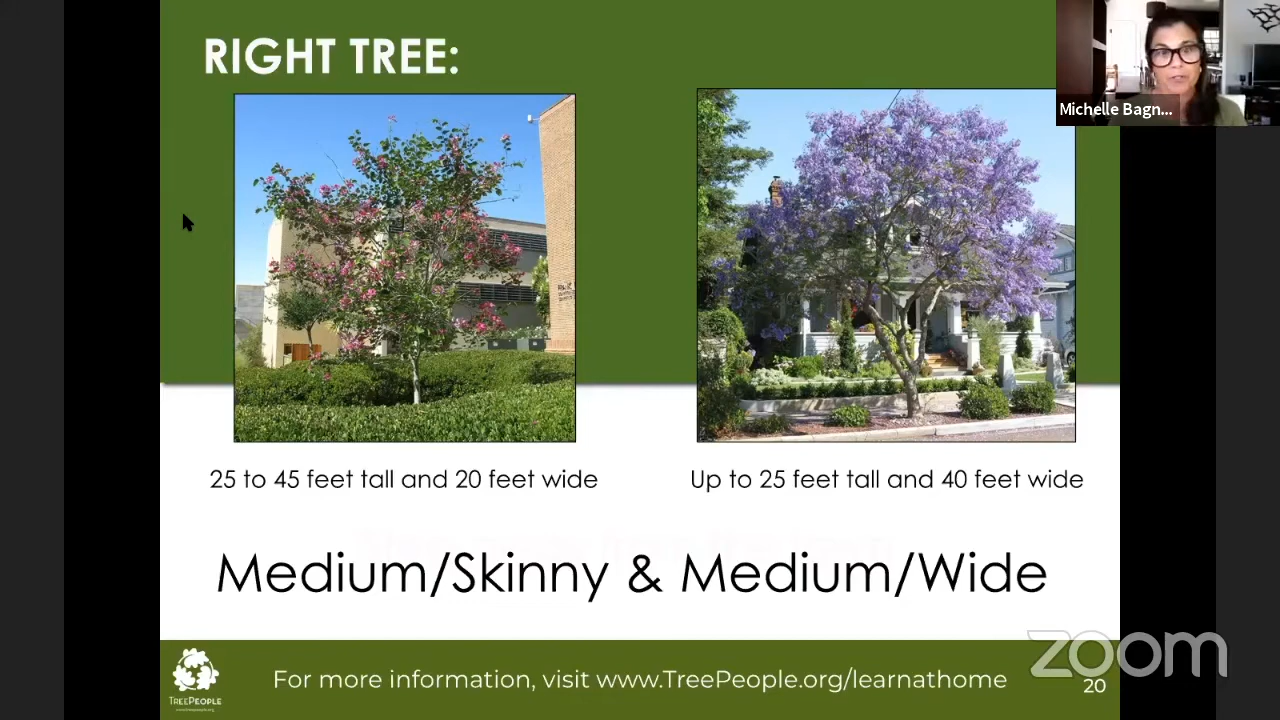 RIGHT TREE:
Michelle Bagn...
25 to 45 feet tall and 20 feet wide
Up to 25 feet tall and 40 feet wide
Medium/Skinny & Medium/Wide
TREEPEOPLE
For more information, visit www.TreePeople.org/learnathome
zoom
20